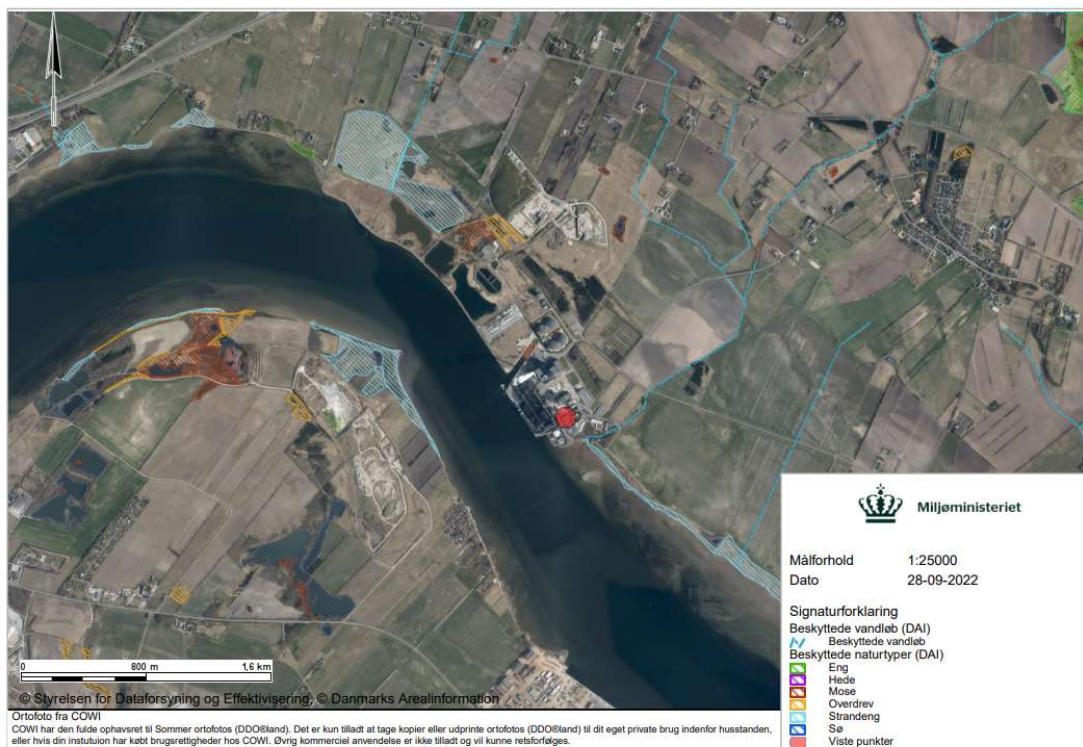 0 800 m 1,6 km
© Styrelsen for Dataforsyning og Effektivisering, © Danmarks Arealinformation
Ortofoto fra COWI
COWI har den fulde ophavsret til Sommer ortofotos (DDO®land). Det er kun tilladt at tage kopier eller udprinte ortofotos (DDO®land) til dit eget private brug indenfor husstanden,
eller hvis din instutuion har købt brugsrettigheder hos COWI. Øvrig kommerciel anvendelse er ikke tilladt og vil kunne retsforfølges.
Miljøministeriet
Målforhold 1:25000
Dato 28-09-2022
Signaturforklaring
Beskyttede vandløb (DAI)
Beskyttede vandløb
Beskyttede naturtyper (DAI)
Eng
Hede
Mose
Overdrev
Strandeng
Sø
Viste punkter